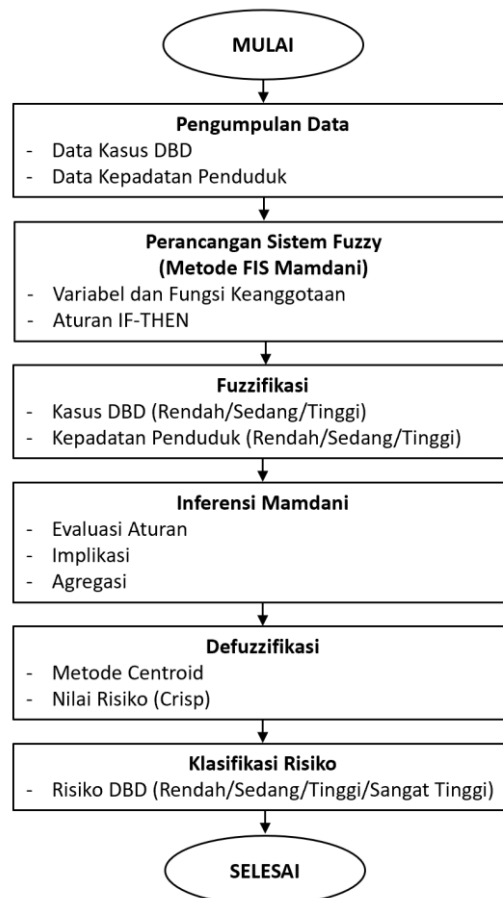 MULAI
Pengumpulan Data
- Data Kasus DBD
- Data Kepadatan Penduduk
Perancangan Sistem Fuzzy
(Metode FIS Mamdani)
- Variabel dan Fungsi Keanggotaan
- Aturan IF-THEN
Fuzzifikasi
- Kasus DBD (Rendah/Sedang/Tinggi)
- Kepadatan Penduduk (Rendah/Sedang/Tinggi)
Inferensi Mamdani
- Evaluasi Aturan
- Implikasi
- Agregasi
Defuzzifikasi
- Metode Centroid
- Nilai Risiko (Crisp)
Klasifikasi Risiko
- Risiko DBD (Rendah/Sedang/Tinggi/Sangat Tinggi)
SELESAI